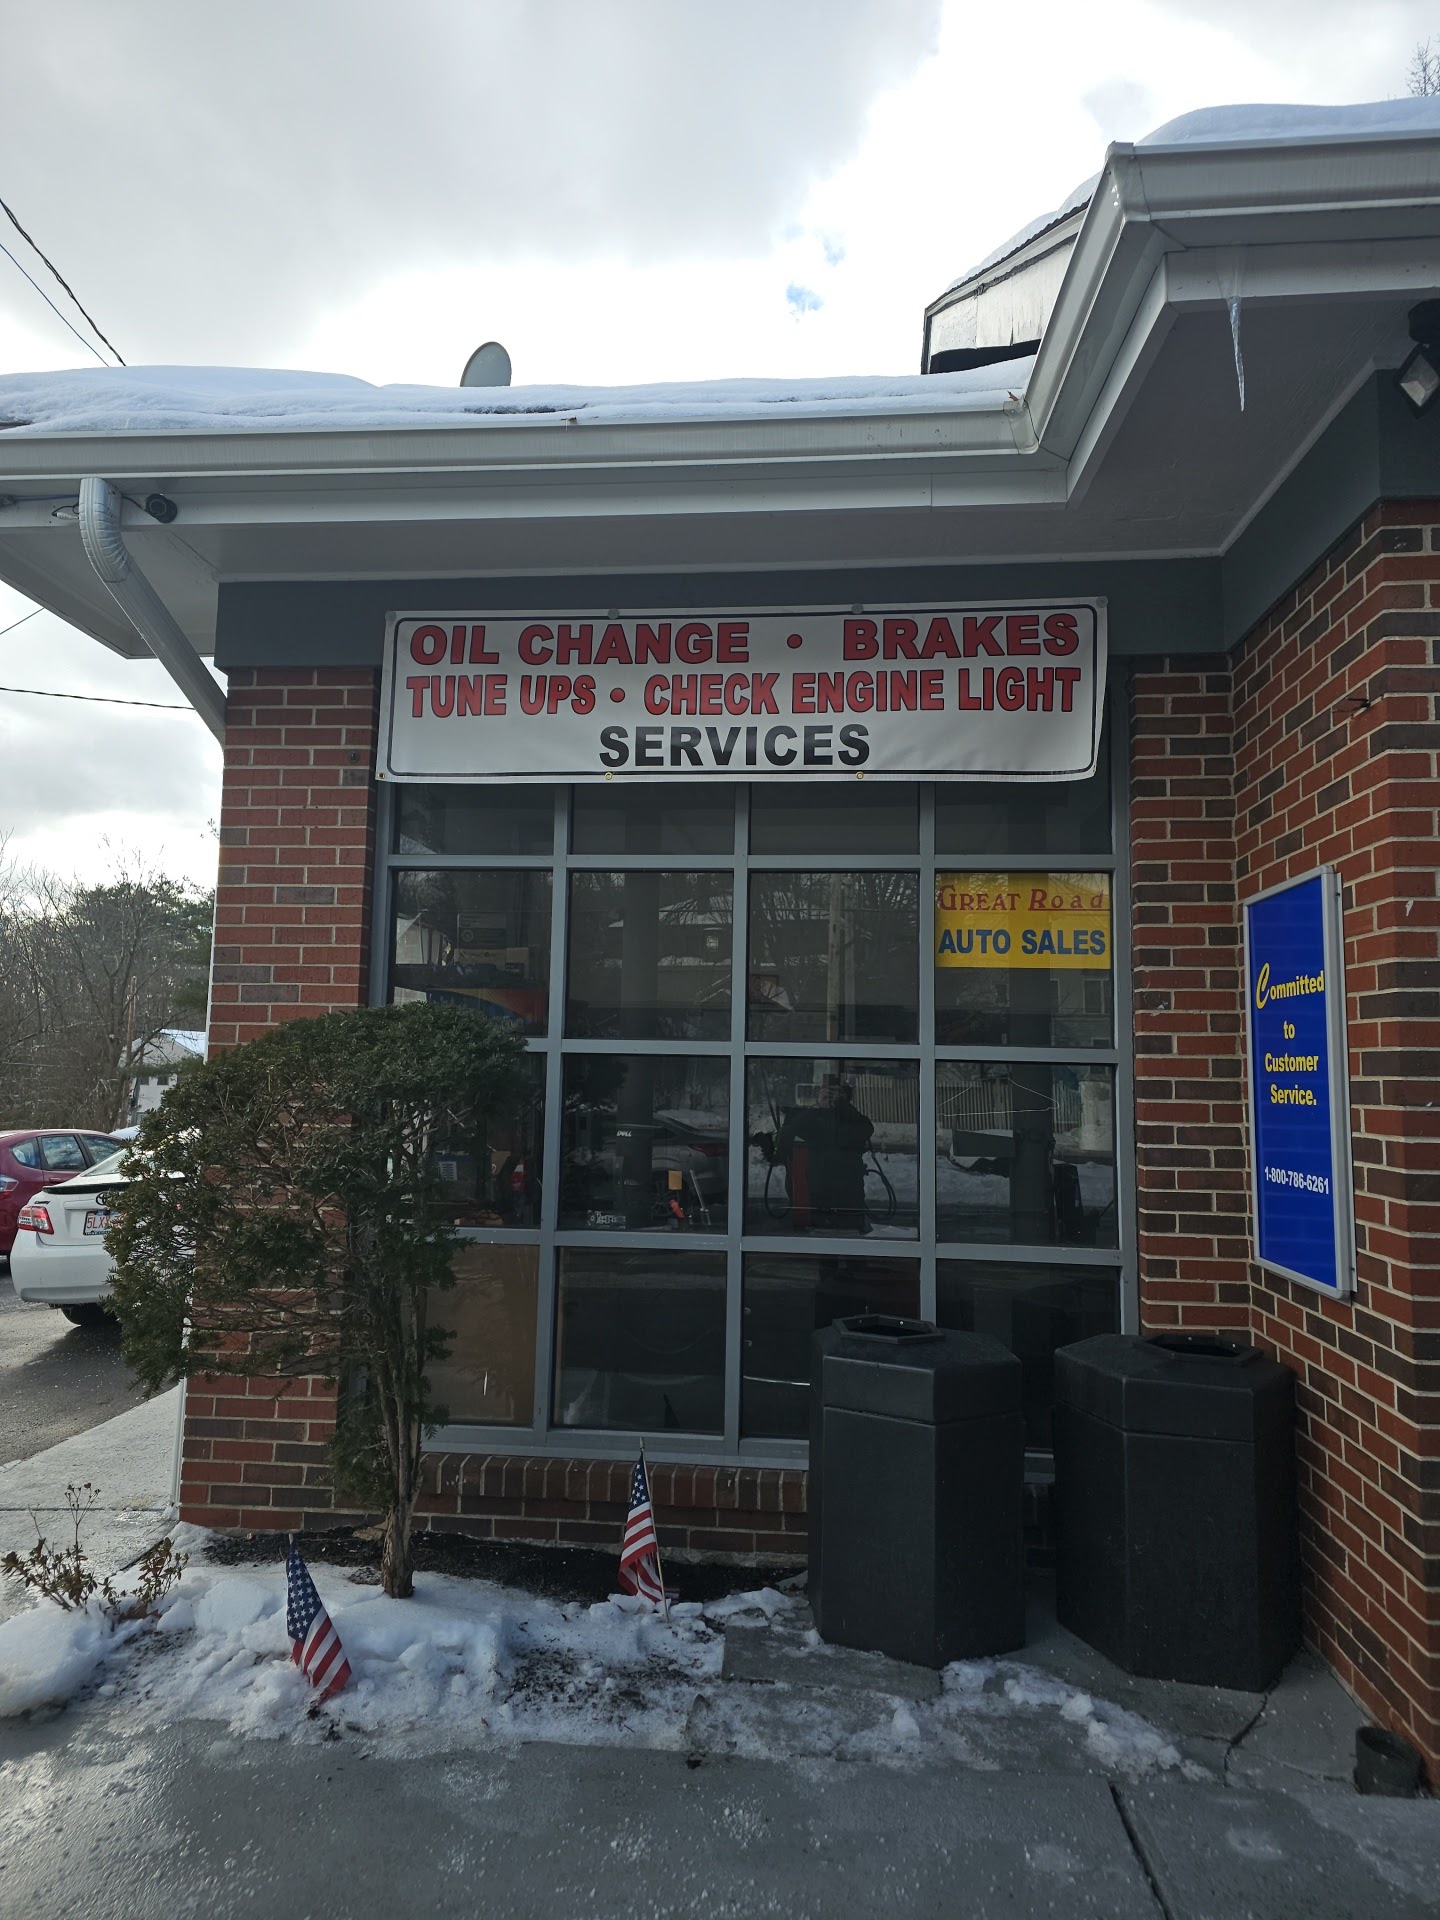 OIL CHANGE • BRAKES
TUNE UPS • CHECK ENGINE LIGHT
SERVICES
GREAT Road
AUTO SALES
Committed
to
Customer
Service.
1-800-786-6261
DELL